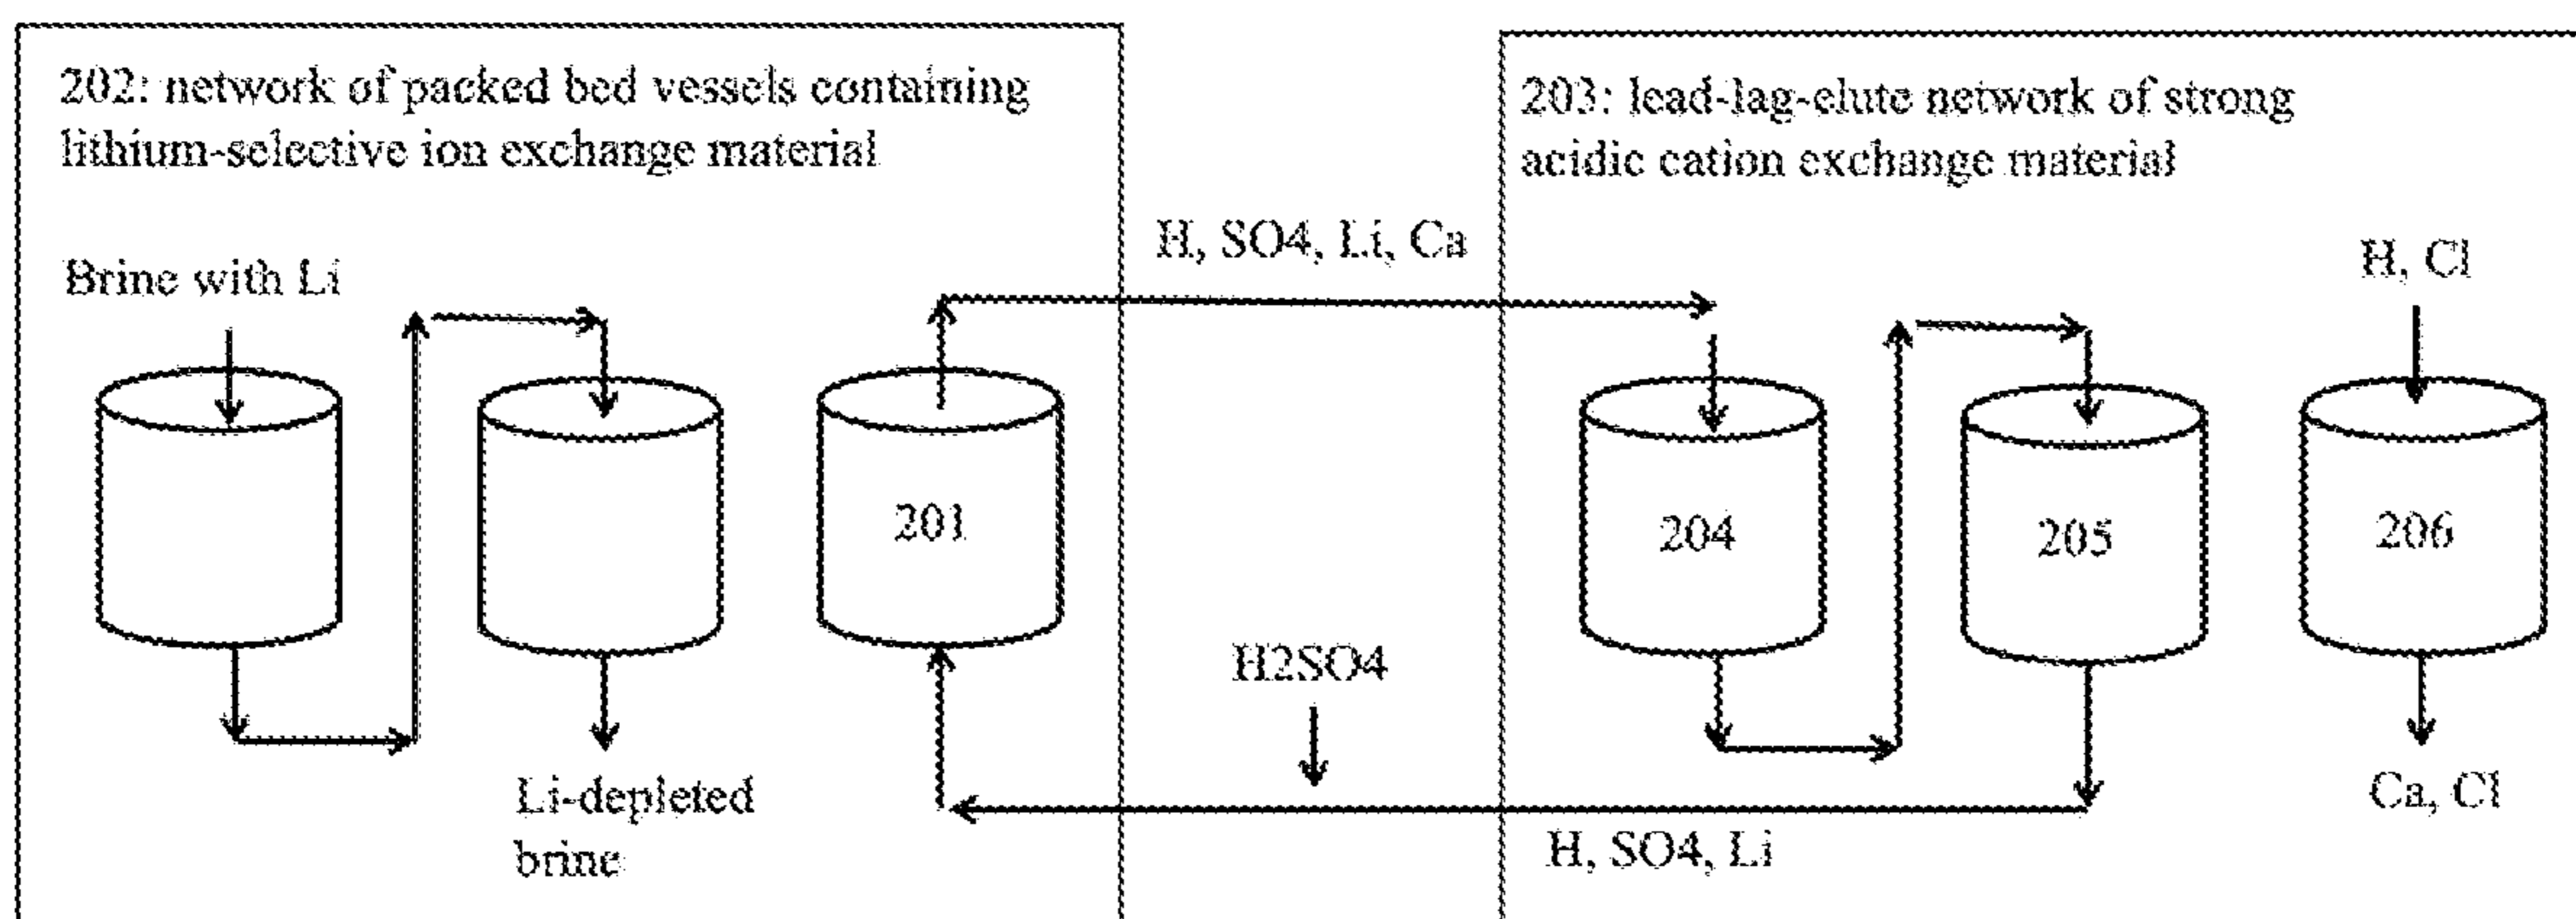 202: network of packed bed vessels containing
lithium-selective ion exchange material
203: lead-lag-elute network of strong
acidic cation exchange material
H, SO4, Li, Ca
H, Cl
Brine with Li
201
204
205
206
H2SO4
Li-depleted
brine
Ca, Cl
H, SO4, Li